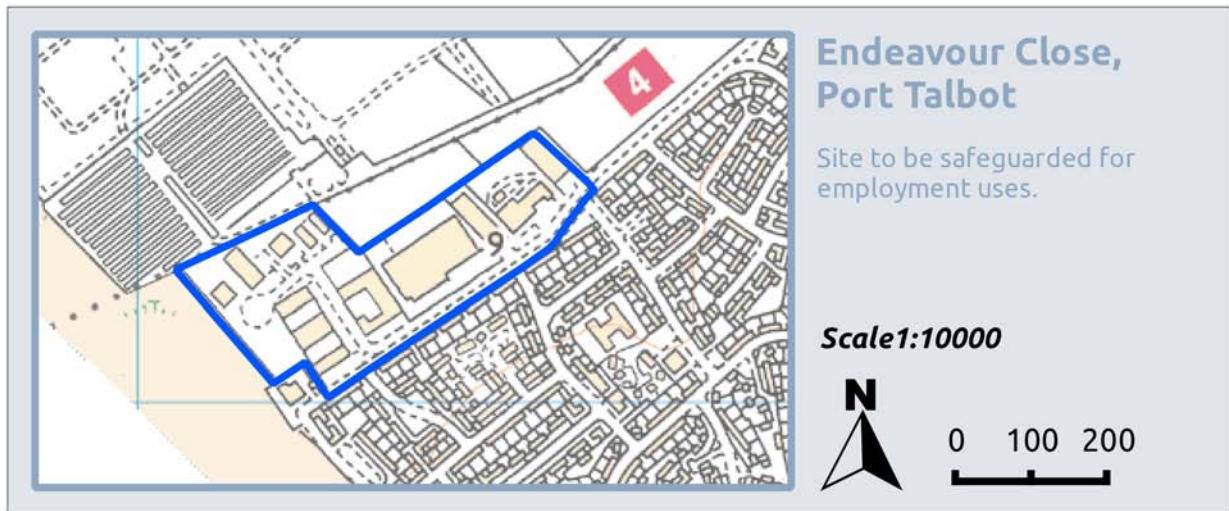 Endeavour Close,
Port Talbot
Site to be safeguarded for
employment uses.
4
9
Scale1:10000
N
0 100 200